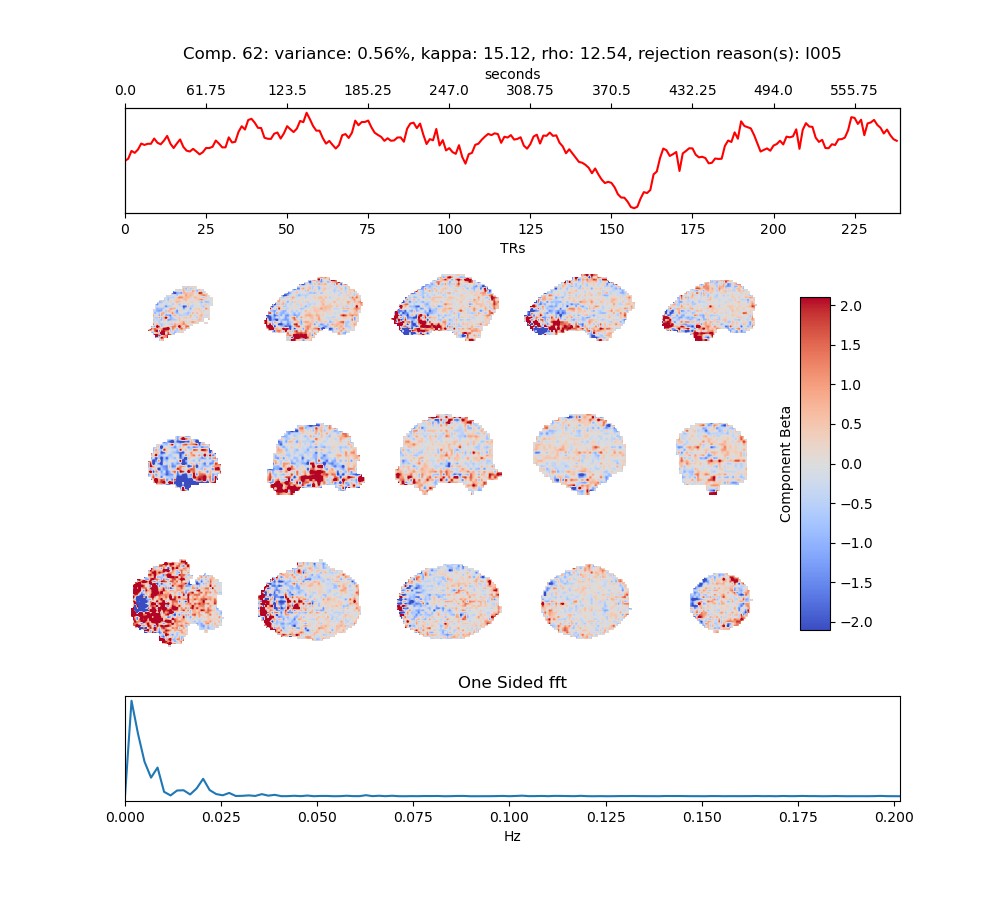 Comp. 62: variance: 0.56%, kappa: 15.12, rho: 12.54, rejection reason(s): I005
seconds
0.0 61.75 123.5 185.25 247.0 308.75 370.5 432.25 494.0 555.75
0 25 50 75 100 125 150 175 200 225
TRs
2.0
1.5
1.0
0.5
0.0
−0.5
−1.0
−1.5
−2.0
Component Beta
One Sided fft
0.000 0.025 0.050 0.075 0.100 0.125 0.150 0.175 0.200
Hz